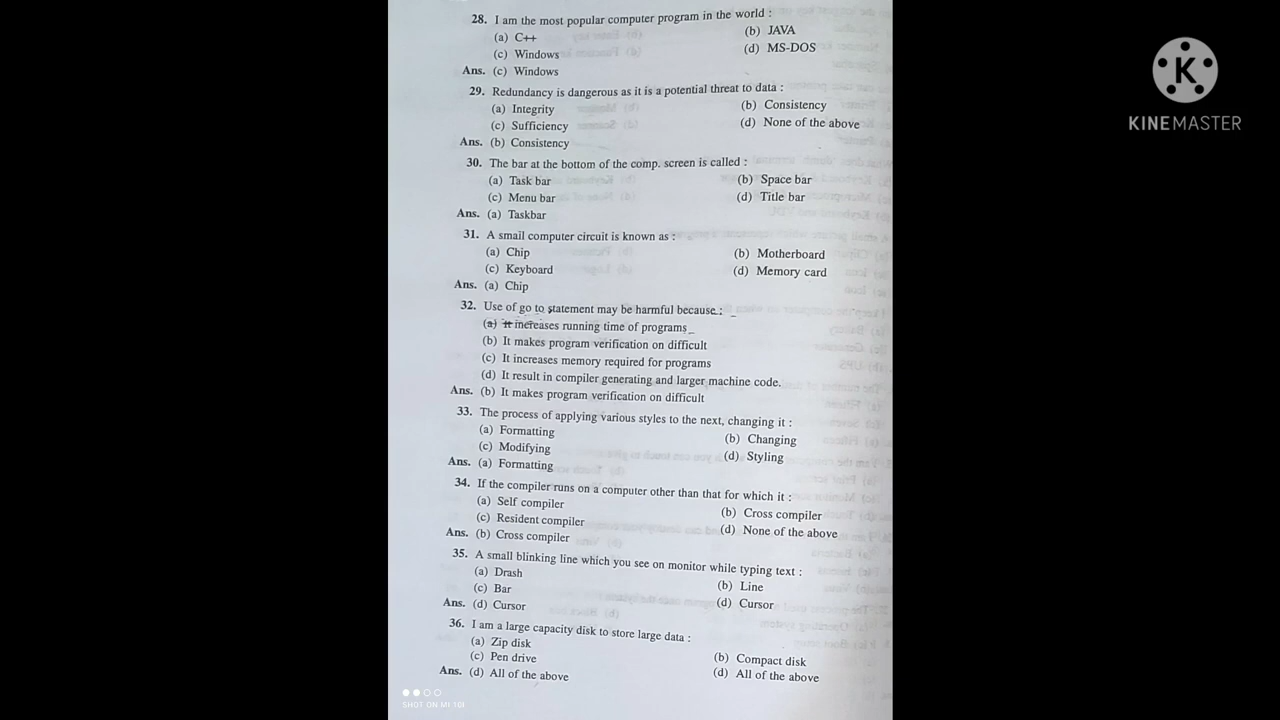 28. I am the most popular computer program in the world :
(a) C++ (b) JAVA
(c) Windows (d) MS-DOS
Ans. (c) Windows
29. Redundancy is dangerous as it is a potential threat to data :
(a) Integrity (b) Consistency
(c) Sufficiency (d) None of the above
Ans. (b) Consistency
30. The bar at the bottom of the comp. screen is called :
(a) Task bar (b) Space bar
(c) Menu bar (d) Title bar
Ans. (a) Taskbar
31. A small computer circuit is known as :
(a) Chip (b) Motherboard
(c) Keyboard (d) Memory card
Ans. (a) Chip
32. Use of go to statement may be harmful because :
(a) It increases running time of programs
(b) It makes program verification on difficult
(c) It increases memory required for programs
(d) It result in compiler generating and larger machine code.
Ans. (b) It makes program verification on difficult
33. The process of applying various styles to the next, changing it :
(a) Formatting (b) Changing
(c) Modifying (d) Styling
Ans. (a) Formatting
34. If the compiler runs on a computer other than that for which it :
(a) Self compiler (b) Cross compiler
(c) Resident compiler (d) None of the above
Ans. (b) Cross compiler
35. A small blinking line which you see on monitor while typing text :
(a) Drash (b) Line
(c) Bar (d) Cursor
Ans. (d) Cursor
36. I am a large capacity disk to store large data :
(a) Zip disk (b) Compact disk
(c) Pen drive (d) All of the above
Ans. (d) All of the above
SHOT ON MI 10I
K
KINEMASTER